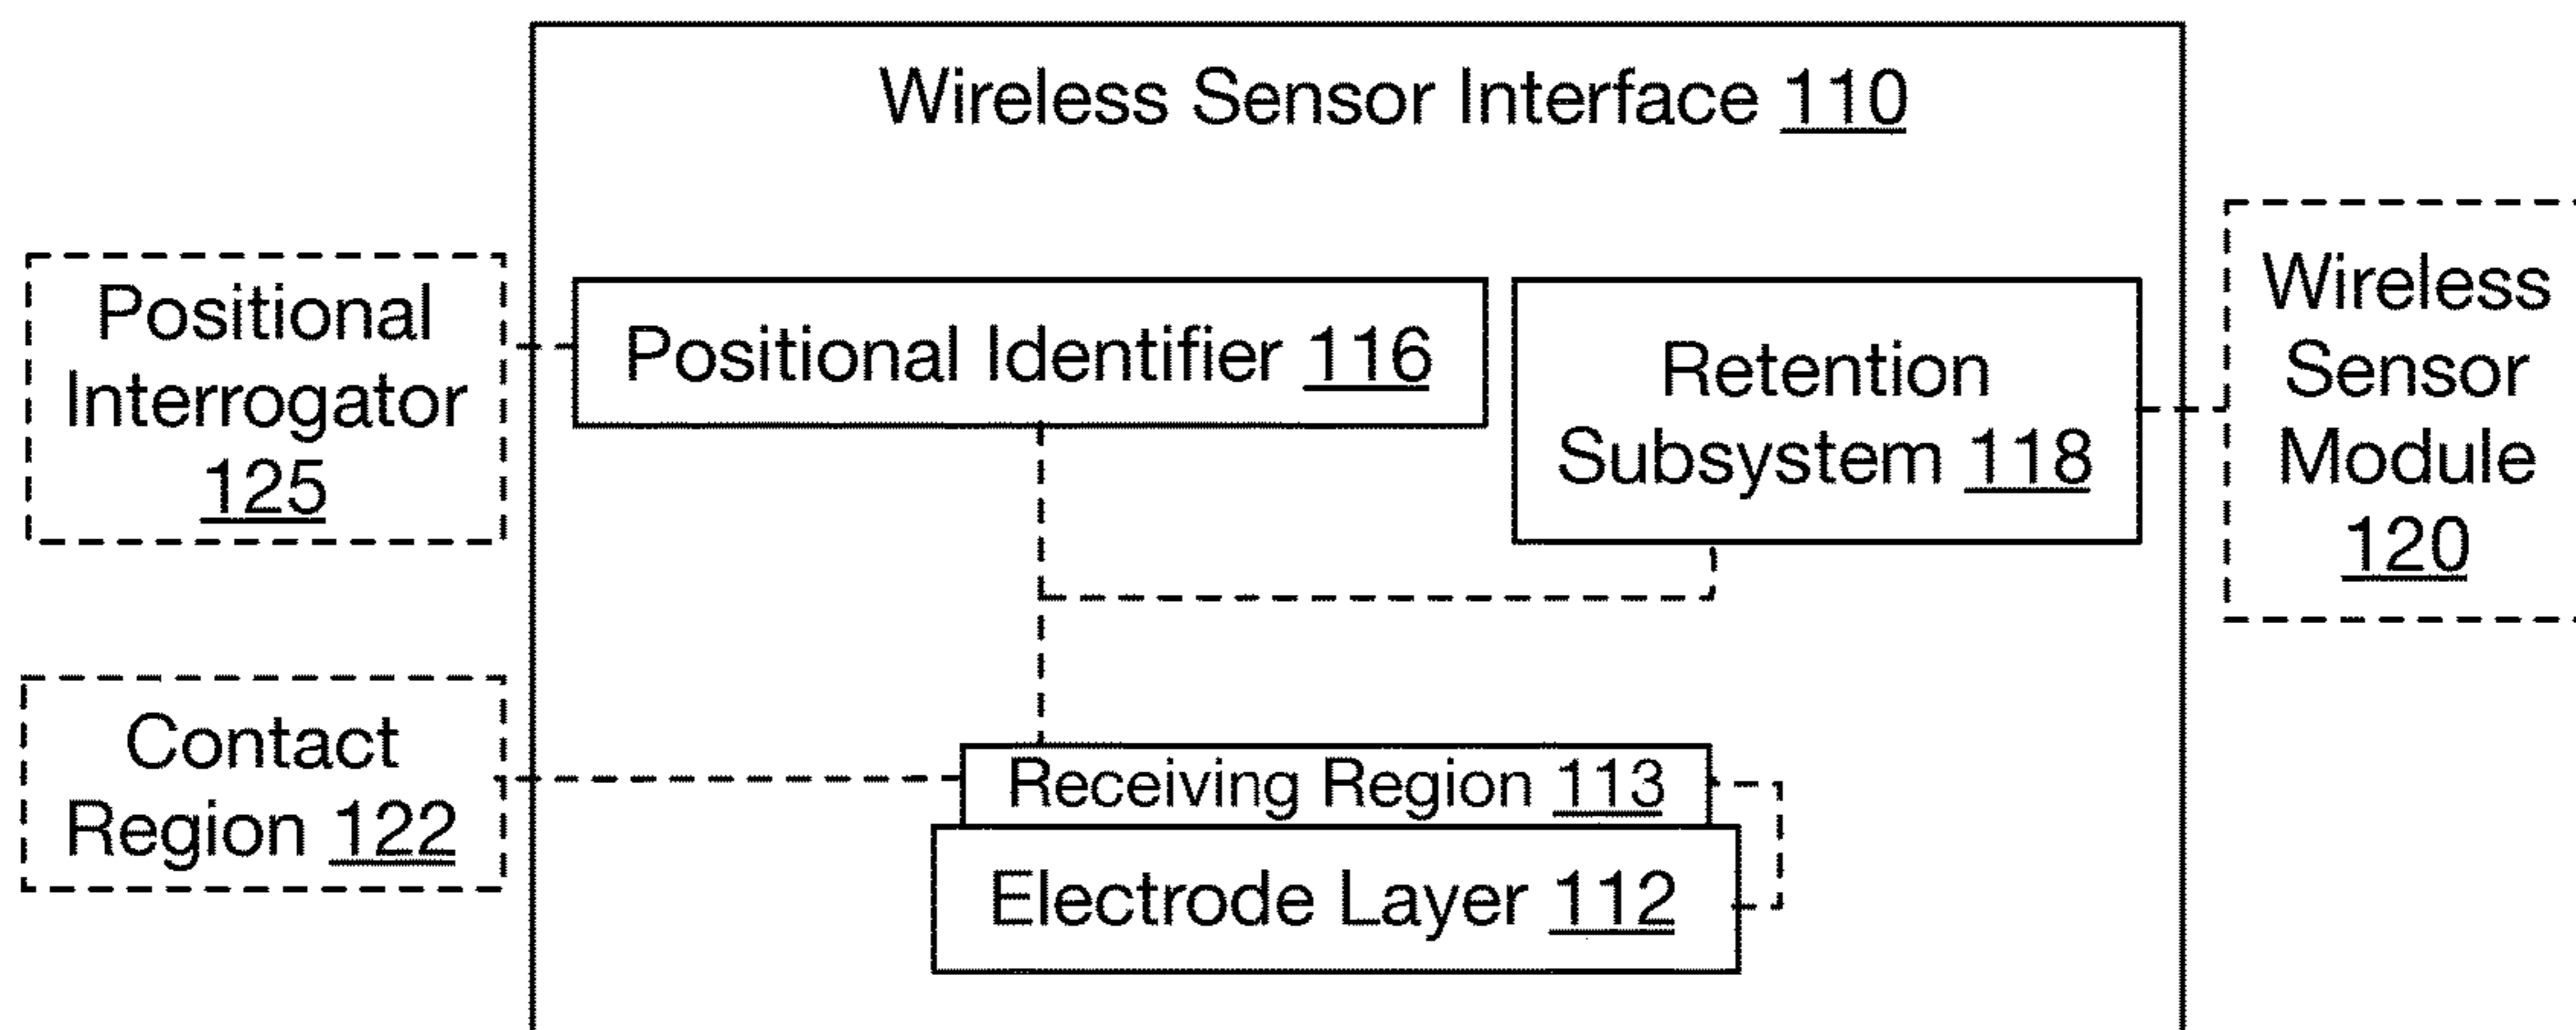 Wireless Sensor Interface 110
Positional
Interrogator
125
Positional Identifier 116
Retention
Subsystem 118
Wireless
Sensor
Module
120
Contact
Region 122
Receiving Region 113
Electrode Layer 112